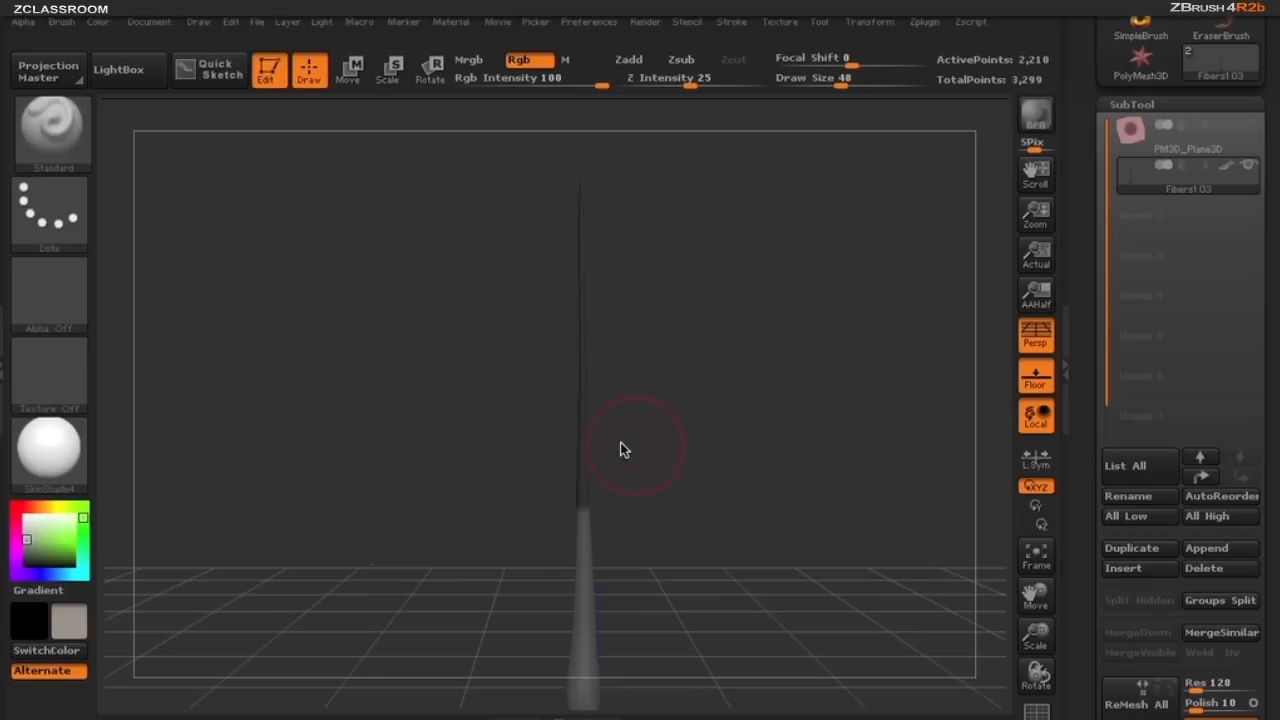 ZCLASSROOM
ZBRUSH 4R2b
Alpha Brush Color Document Draw Edit File Layer Light Macro Marker Material Movie Picker Preferences Render Stencil Stroke Texture Tool Transform Zplugin Zscript
Projection Master
LightBox
Quick Sketch
Edit
Draw
Move
Scale
Rotate
Mrgb
Rgb
M
Rgb Intensity 100
Zadd
Zsub
Zcut
Z Intensity 25
Focal Shift 0
Draw Size 48
ActivePoints: 2,210
TotalPoints: 3,299
SimpleBrush
EraserBrush
PolyMesh3D
2
Fibers1 03
Standard
Dots
Alpha Off
Texture Off
SkinShade4
Gradient
SwitchColor
Alternate
BPR
SPix
Scroll
Zoom
Actual
AAHalf
Persp
Floor
Local
L.Sym
XYZ
Y
Z
Frame
Move
Scale
Rotate
SubTool
PM3D_Plane3D
Fibers1 03
Unused 2
Unused 3
Unused 4
Unused 5
Unused 6
Unused 7
List All
Rename
AutoReorder
All Low
All High
Duplicate
Append
Insert
Delete
Split Hidden
Groups Split
MergeDown
MergeSimilar
MergeVisible
Weld
Uv
ReMesh All
Res 128
Polish 10